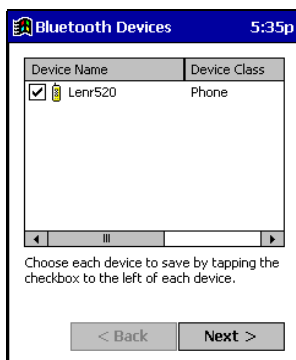 Bluetooth Devices 5:35p
Device Name Device Class
Lenr520 Phone
Choose each device to save by tapping the
checkbox to the left of each device.
< Back Next >